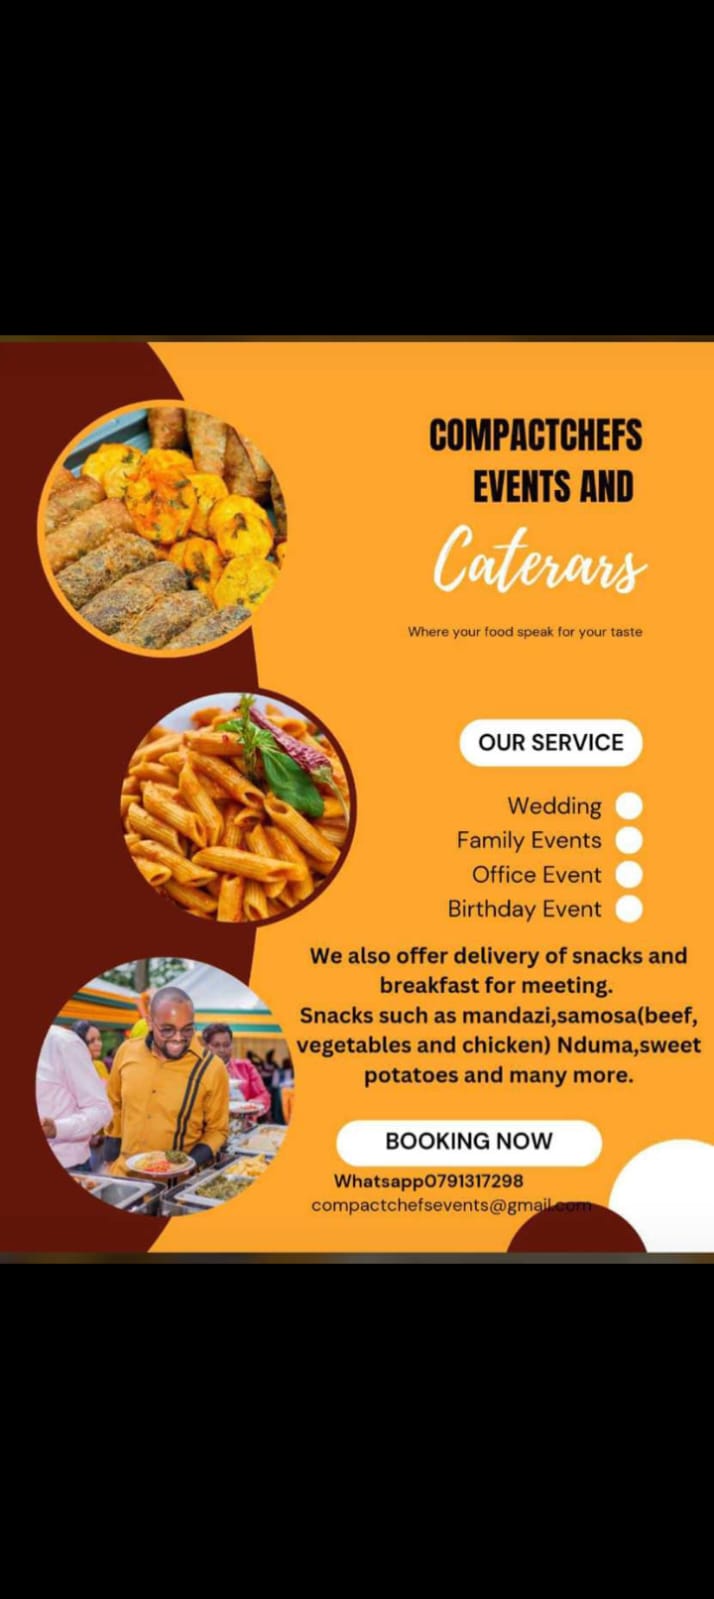 COMPACTCHEFS
EVENTS AND
Caterars
Where your food speak for your taste
OUR SERVICE
Wedding
Family Events
Office Event
Birthday Event
We also offer delivery of snacks and
breakfast for meeting.
Snacks such as mandazi,samosa(beef,
vegetables and chicken) Nduma,sweet
potatoes and many more.
BOOKING NOW
Whatsapp0791317298
compactchefsevents@gmail.com